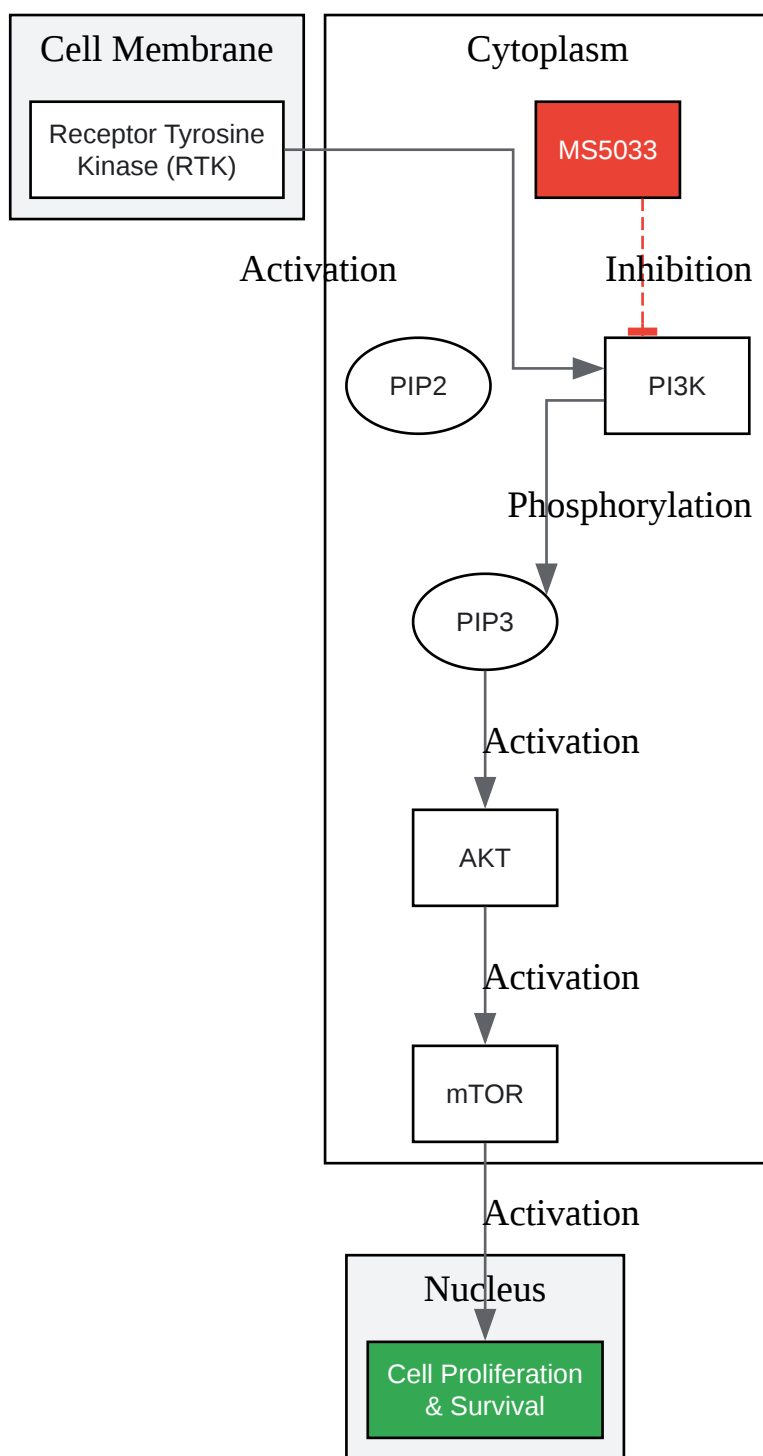 Cell Membrane
Cytoplasm
Receptor Tyrosine
Kinase (RTK)
MS5033
Activation
Inhibition
PIP2
PI3K
Phosphorylation
PIP3
Activation
AKT
Activation
mTOR
Activation
Nucleus
Cell Proliferation
& Survival